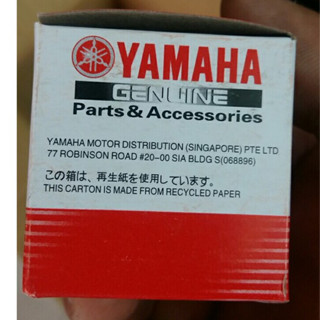 YAMAHA
GENUINE
Parts & Accessories
YAMAHA MOTOR DISTRIBUTION (SINGAPORE) PTE LTD
77 ROBINSON ROAD #20-00 SIA BLDG S(068896)
この箱は、再生紙を使用しています。
THIS CARTON IS MADE FROM RECYCLED PAPER